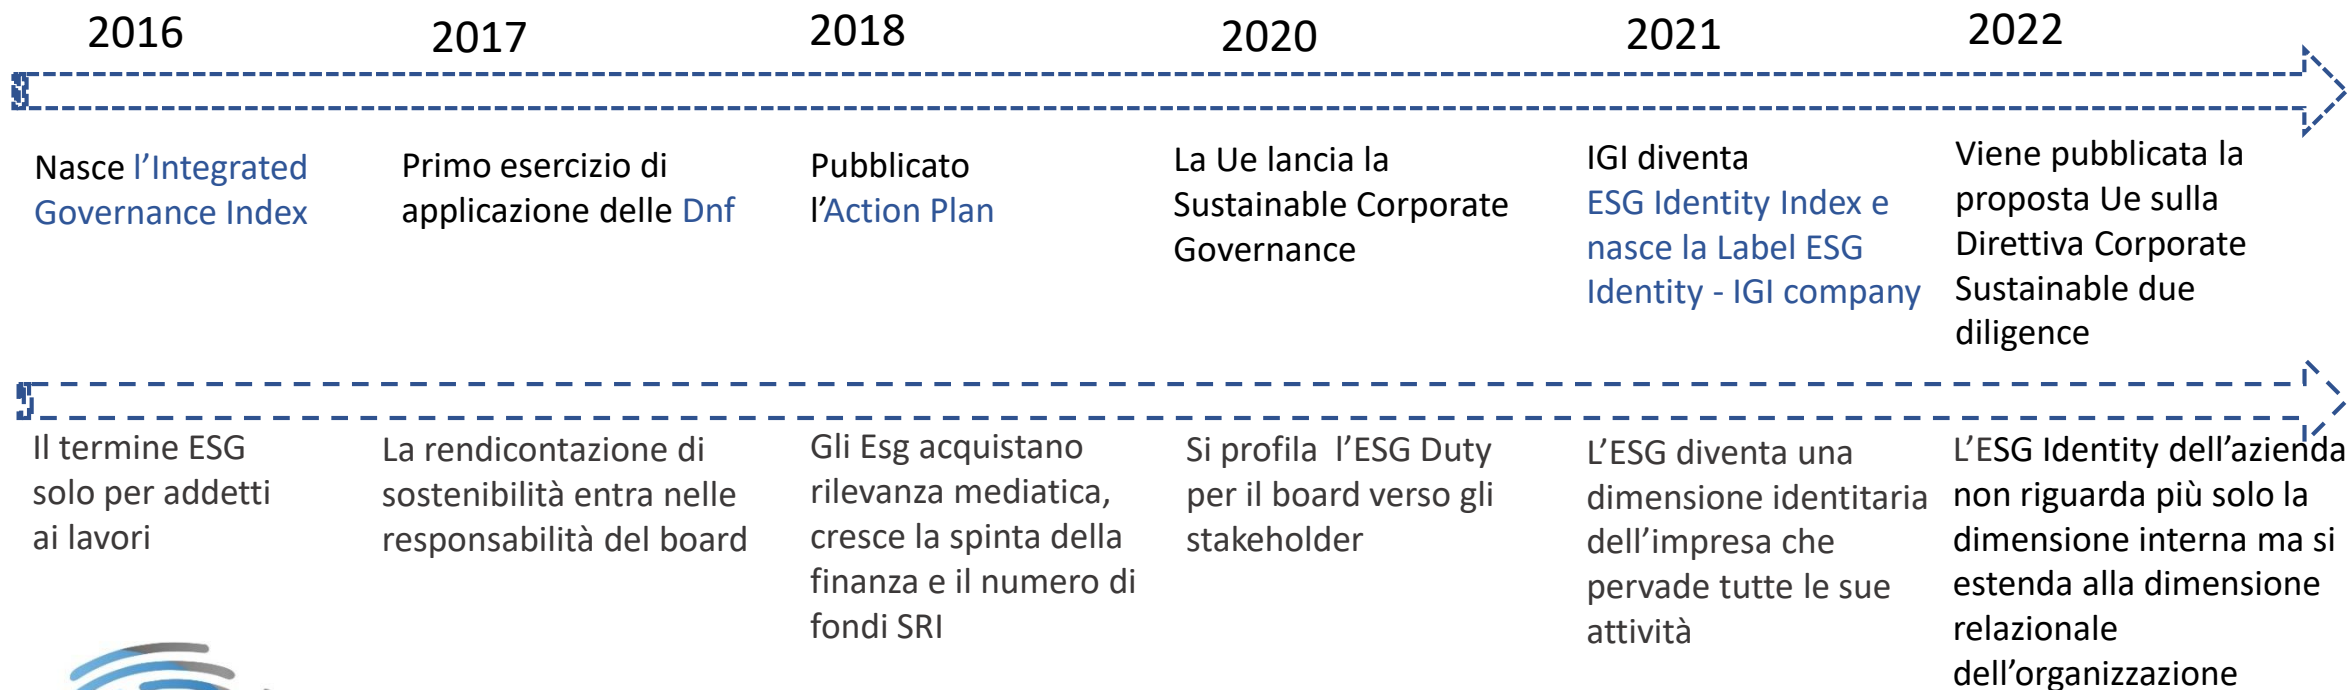 2016
2017
2018
2020
2021
2022
Nasce l'Integrated
Governance Index
Primo esercizio di
applicazione delle Dnf
Pubblicato
l'Action Plan
La Ue lancia la
Sustainable Corporate
Governance
IGI diventa
ESG Identity Index e
nasce la Label ESG
Identity - IGI company
Viene pubblicata la
proposta Ue sulla
Direttiva Corporate
Sustainable due
diligence
Il termine ESG
solo per addetti
ai lavori
La rendicontazione di
sostenibilità entra nelle
responsabilità del board
Gli Esg acquistano
rilevanza mediatica,
cresce la spinta della
finanza e il numero di
fondi SRI
Si profila  l'ESG Duty
per il board verso gli
stakeholder
L'ESG diventa una
dimensione identitaria
dell'impresa che
pervade tutte le sue
attività
L'ESG Identity dell'azienda
non riguarda più solo la
dimensione interna ma si
estenda alla dimensione
relazionale
dell'organizzazione